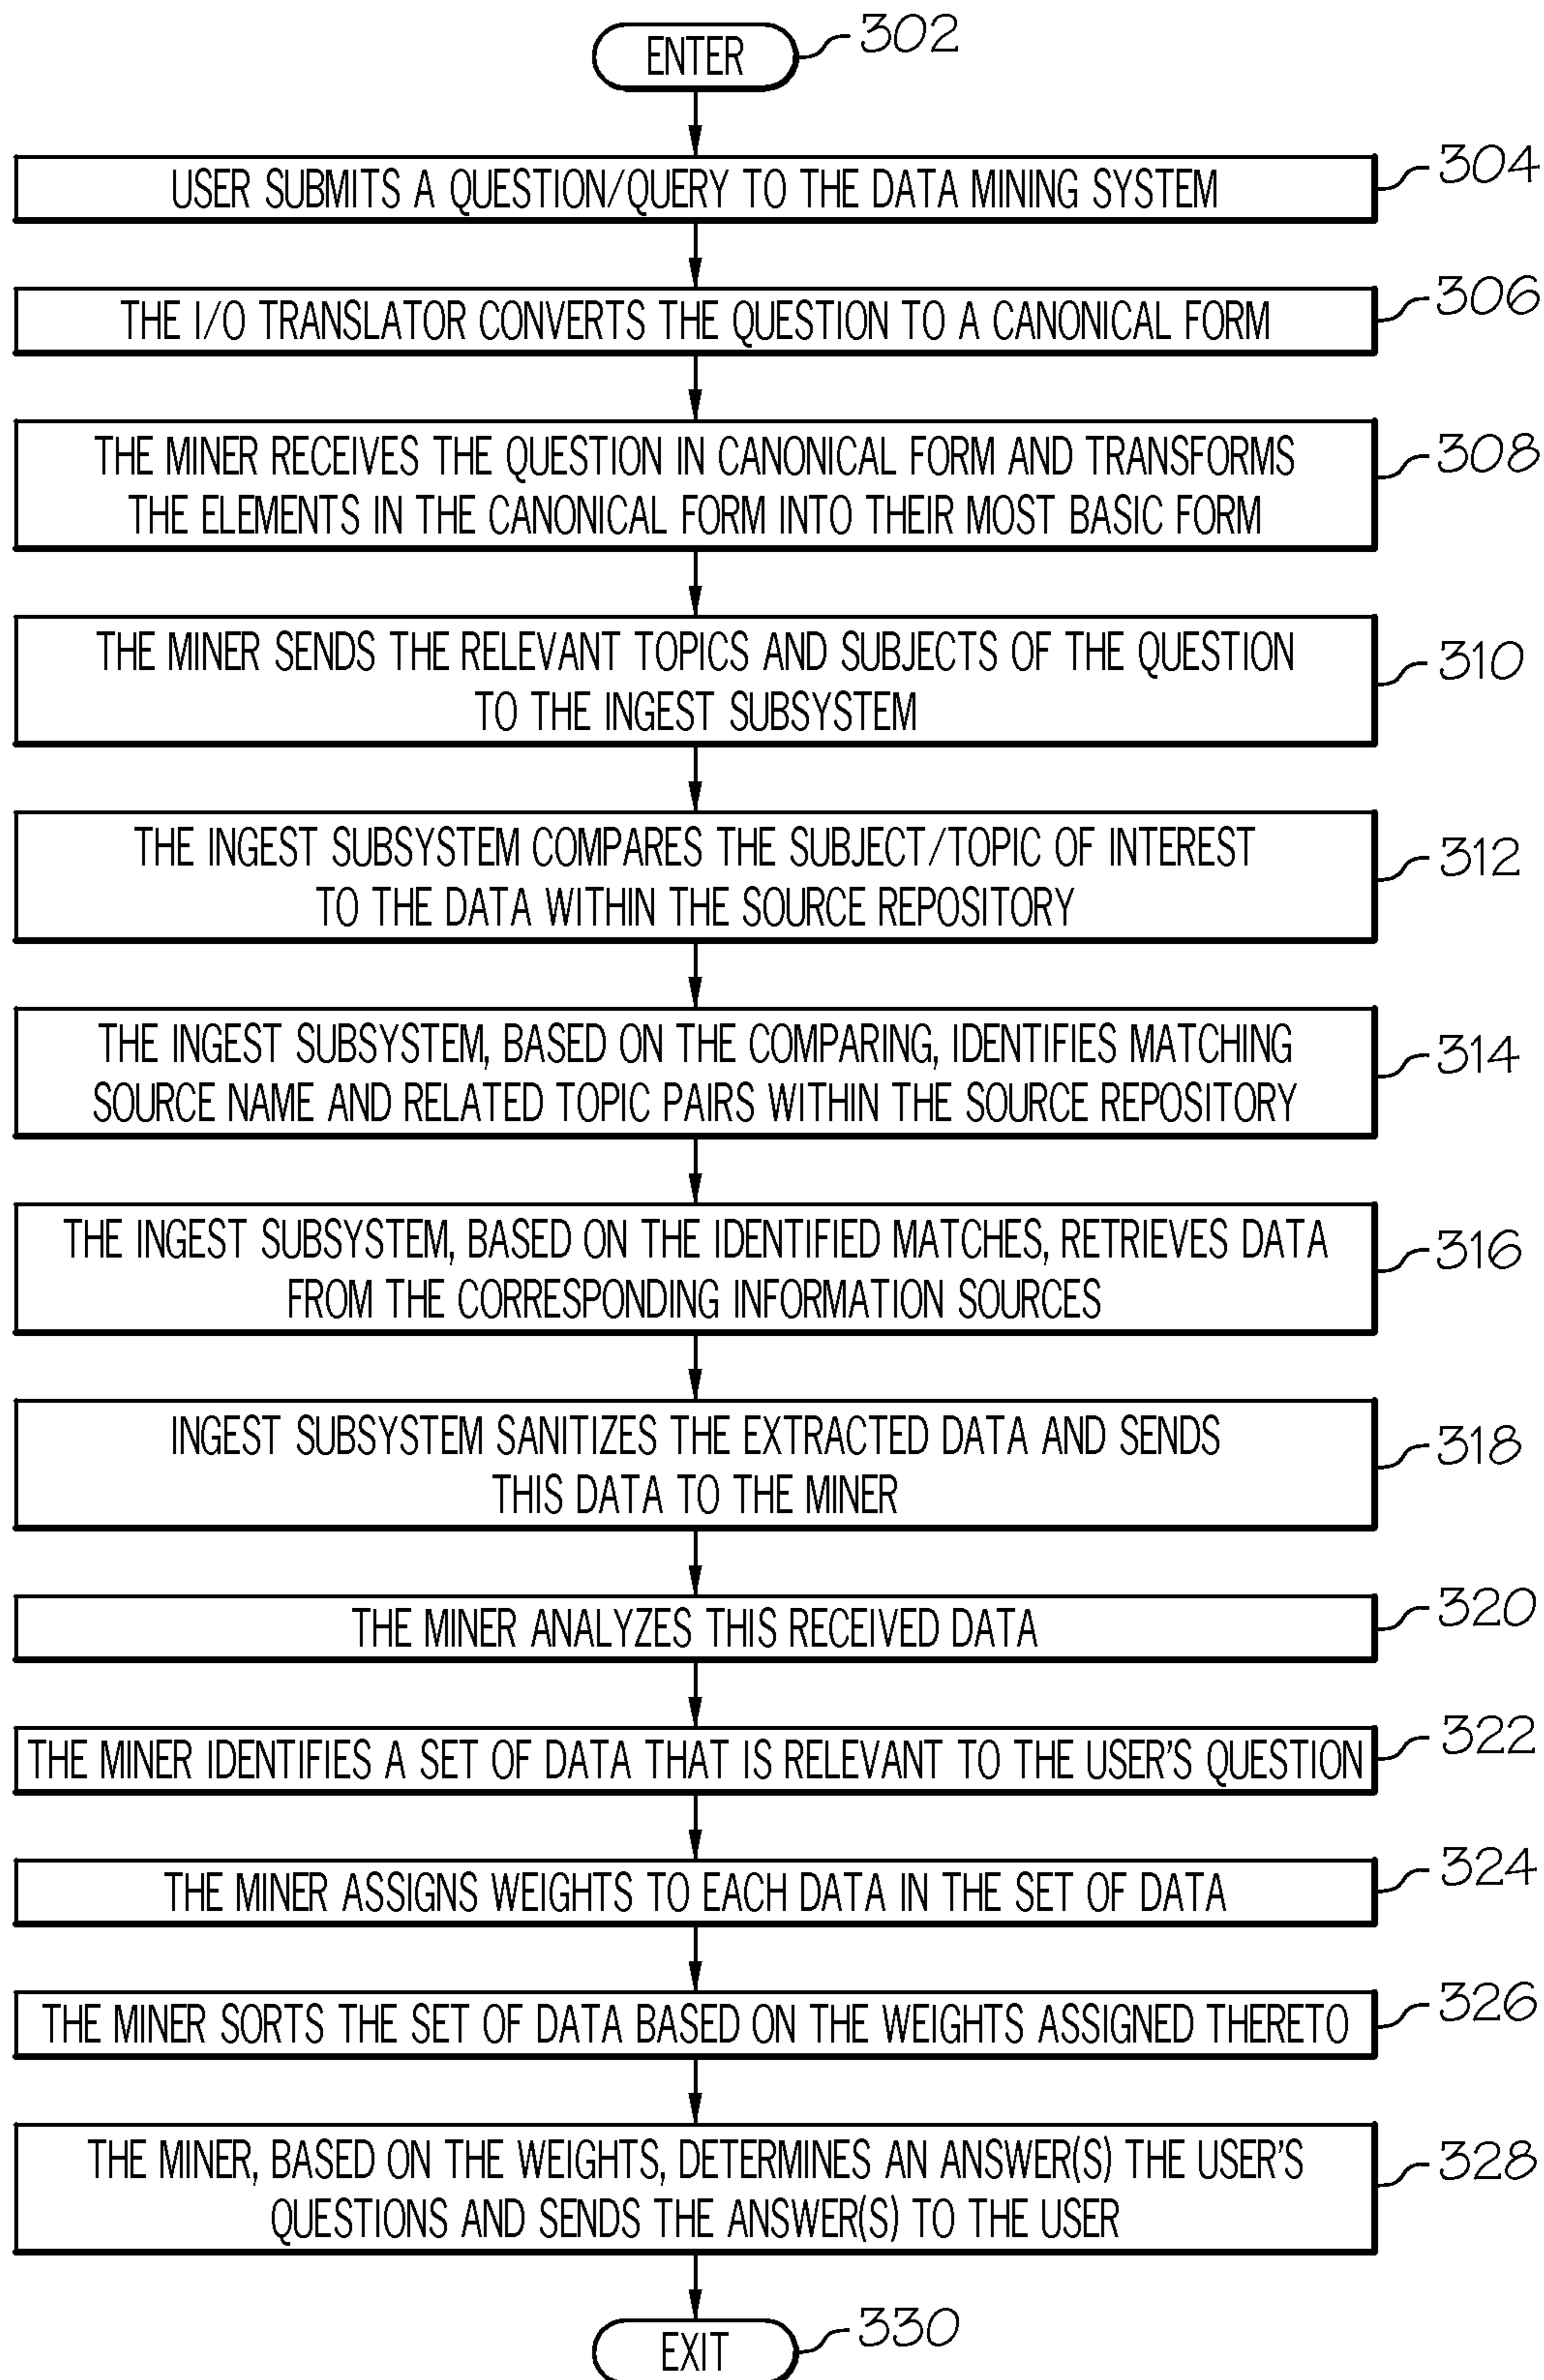 ENTER
302
USER SUBMITS A QUESTION/QUERY TO THE DATA MINING SYSTEM
304
THE I/O TRANSLATOR CONVERTS THE QUESTION TO A CANONICAL FORM
306
THE MINER RECEIVES THE QUESTION IN CANONICAL FORM AND TRANSFORMS
THE ELEMENTS IN THE CANONICAL FORM INTO THEIR MOST BASIC FORM
308
THE MINER SENDS THE RELEVANT TOPICS AND SUBJECTS OF THE QUESTION
TO THE INGEST SUBSYSTEM
310
THE INGEST SUBSYSTEM COMPARES THE SUBJECT/TOPIC OF INTEREST
TO THE DATA WITHIN THE SOURCE REPOSITORY
312
THE INGEST SUBSYSTEM, BASED ON THE COMPARING, IDENTIFIES MATCHING
SOURCE NAME AND RELATED TOPIC PAIRS WITHIN THE SOURCE REPOSITORY
314
THE INGEST SUBSYSTEM, BASED ON THE IDENTIFIED MATCHES, RETRIEVES DATA
FROM THE CORRESPONDING INFORMATION SOURCES
316
INGEST SUBSYSTEM SANITIZES THE EXTRACTED DATA AND SENDS
THIS DATA TO THE MINER
318
THE MINER ANALYZES THIS RECEIVED DATA
320
THE MINER IDENTIFIES A SET OF DATA THAT IS RELEVANT TO THE USER'S QUESTION
322
THE MINER ASSIGNS WEIGHTS TO EACH DATA IN THE SET OF DATA
324
THE MINER SORTS THE SET OF DATA BASED ON THE WEIGHTS ASSIGNED THERETO
326
THE MINER, BASED ON THE WEIGHTS, DETERMINES AN ANSWER(S) THE USER'S
QUESTIONS AND SENDS THE ANSWER(S) TO THE USER
328
EXIT
330